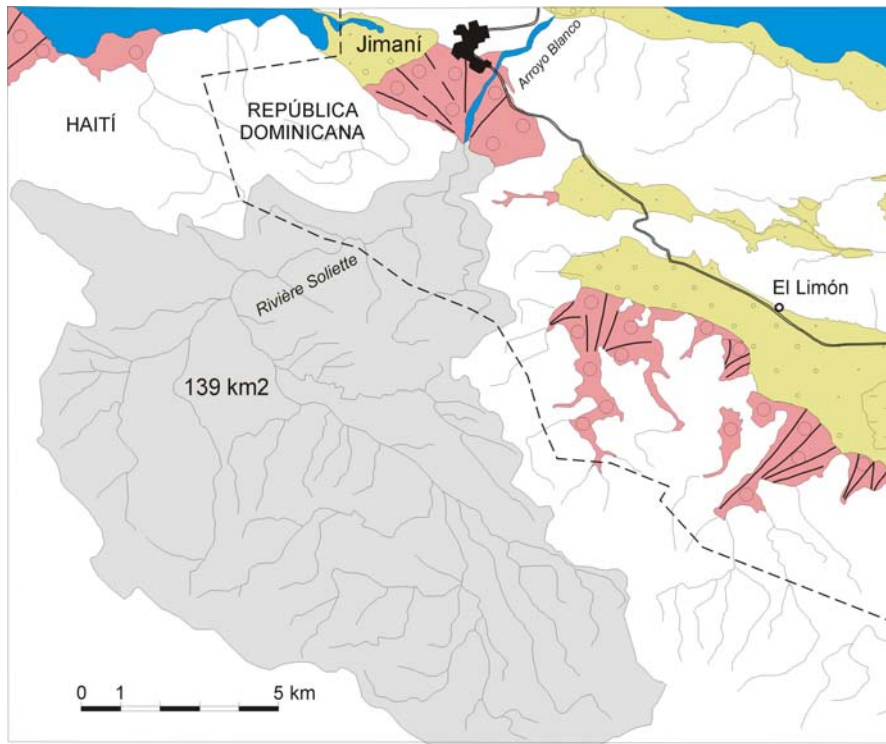 Jimaní
Arroyo Blanco
HAITÍ
REPÚBLICA
DOMINICANA
Rivière Soliette
El Limón
139 km2
0 1 5 km